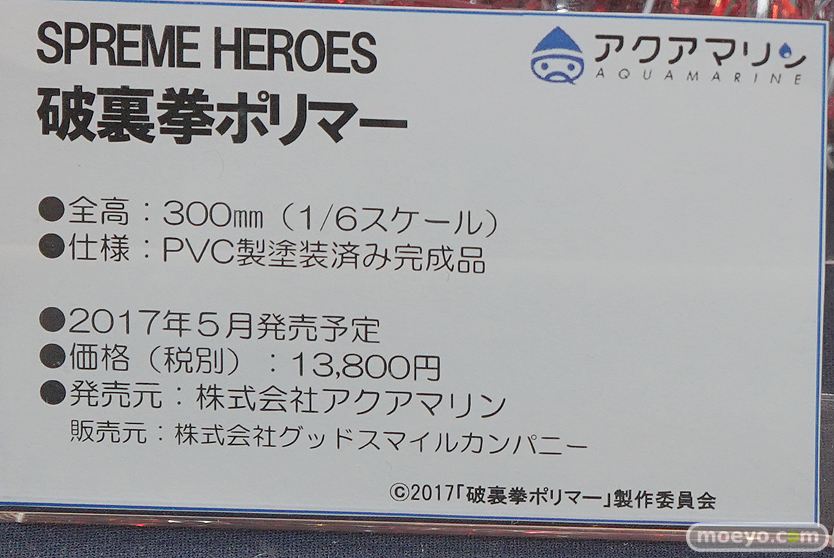 SPREME HEROES
アクアマリン
AQUAMARINE
破裏拳ポリマー
●全高：300㎜（1/6スケール）
●仕様：PVC製塗装済み完成品
●2017年5月発売予定
●価格（税別）：13,800円
●発売元：株式会社アクアマリン
販売元：株式会社グッドスマイルカンパニー
©2017「破裏拳ポリマー」製作委員会
moeyo.com